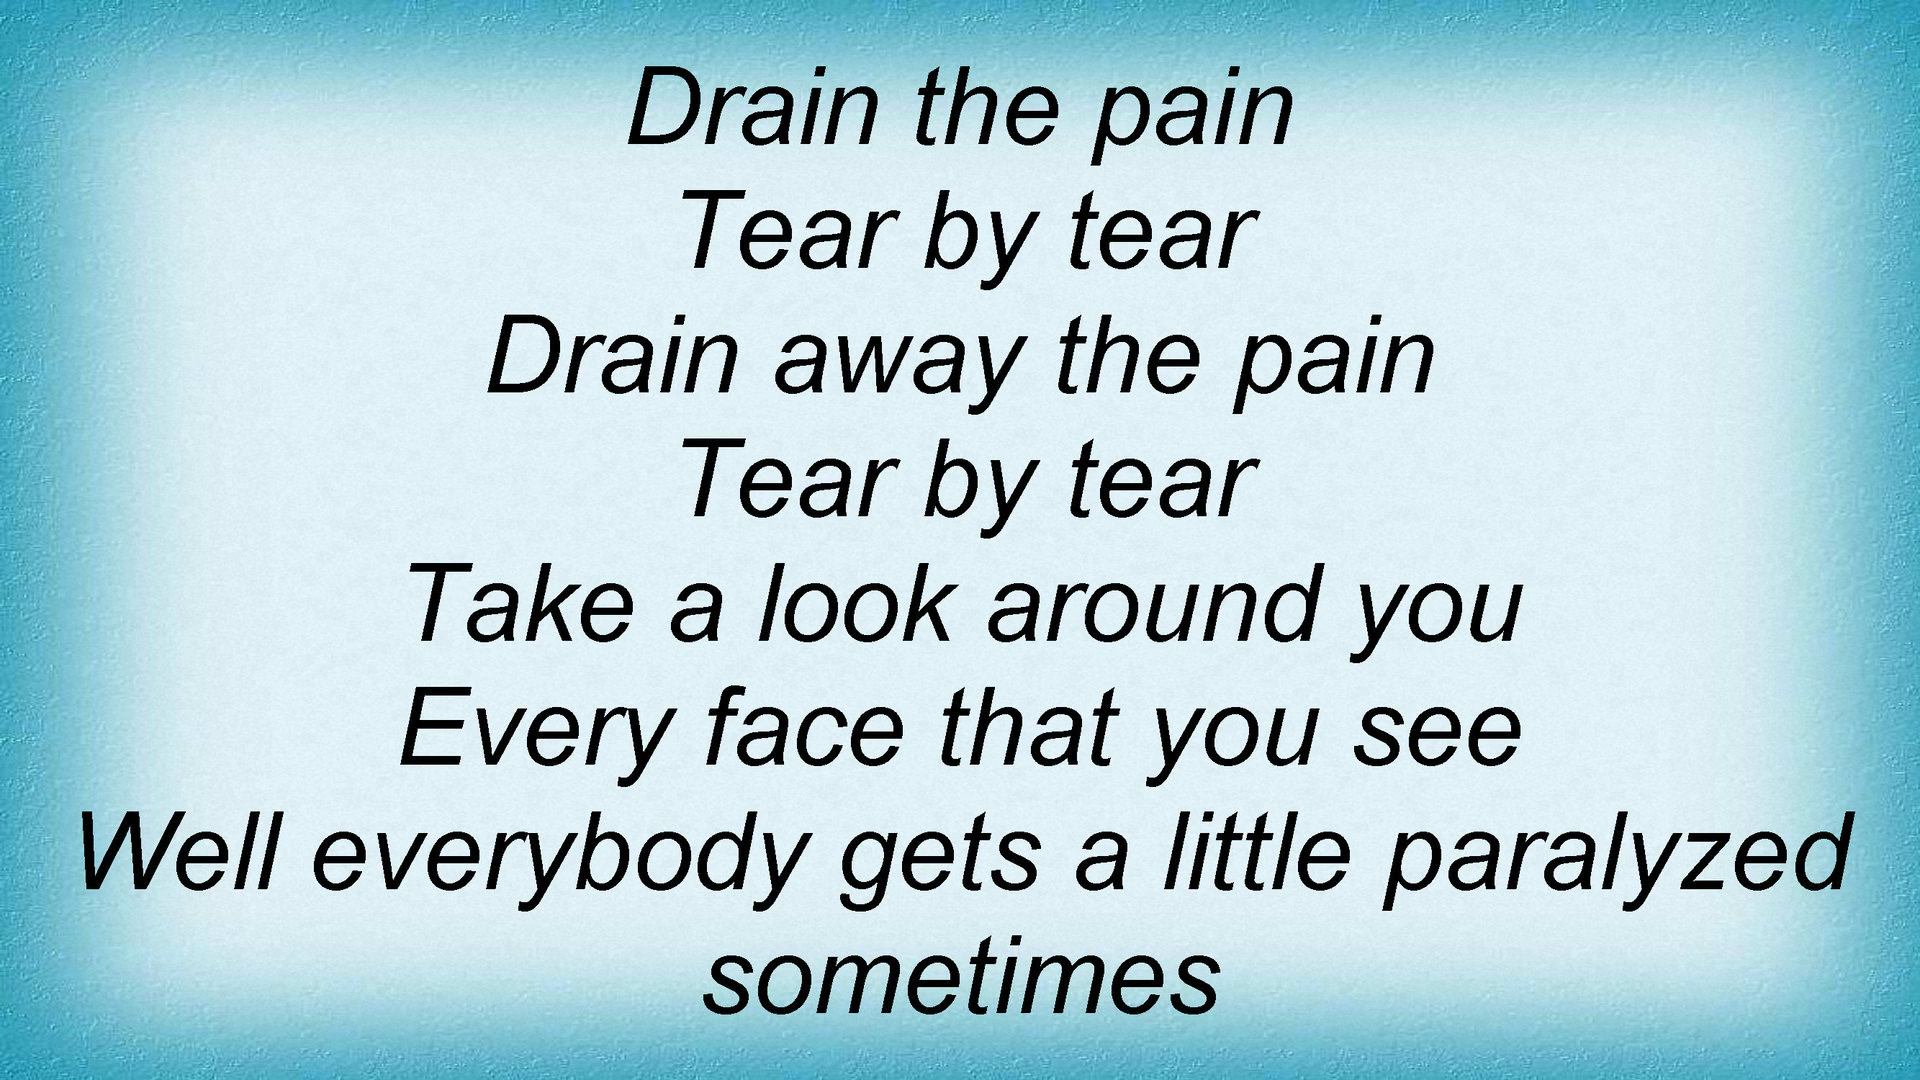 Drain the pain
Tear by tear
Drain away the pain
Tear by tear
Take a look around you
Every face that you see
Well everybody gets a little paralyzed
sometimes